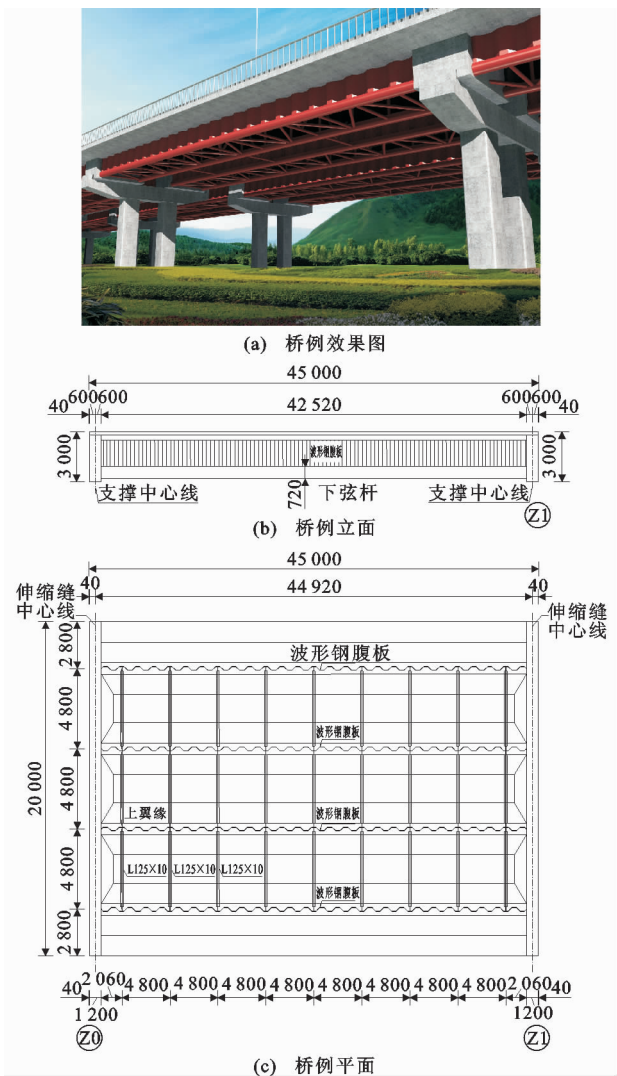 (a) 桥例效果图
45 000
40 600 600 42 520 600 600 40
3 000 波形钢腹板 3 000
720
支撑中心线 下弦杆 支撑中心线
(b) 桥例立面 Z1
45 000
40 44 920 40
伸缩缝中心线 伸缩缝中心线
2 800
波形钢腹板
4 800
波形钢腹板
20 000
4 800
上翼缘 波形钢腹板
4 800
L125×10 L125×10 L125×10
波形钢腹板
2 800
40 2 060 4 800 4 800 4 800 4 800 4 800 4 800 4 800 4 800 2 060 40
1 200 1200
Z0 Z1
(c) 桥例平面